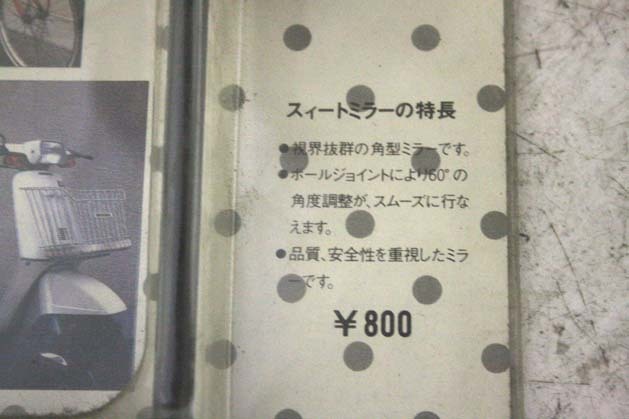 スィートミラーの特長
●視界抜群の角型ミラーです。
●ボールジョイントにより60°の
角度調整が、スムーズに行な
えます。
●品質、安全性を重視したミラ
ーです。
￥800